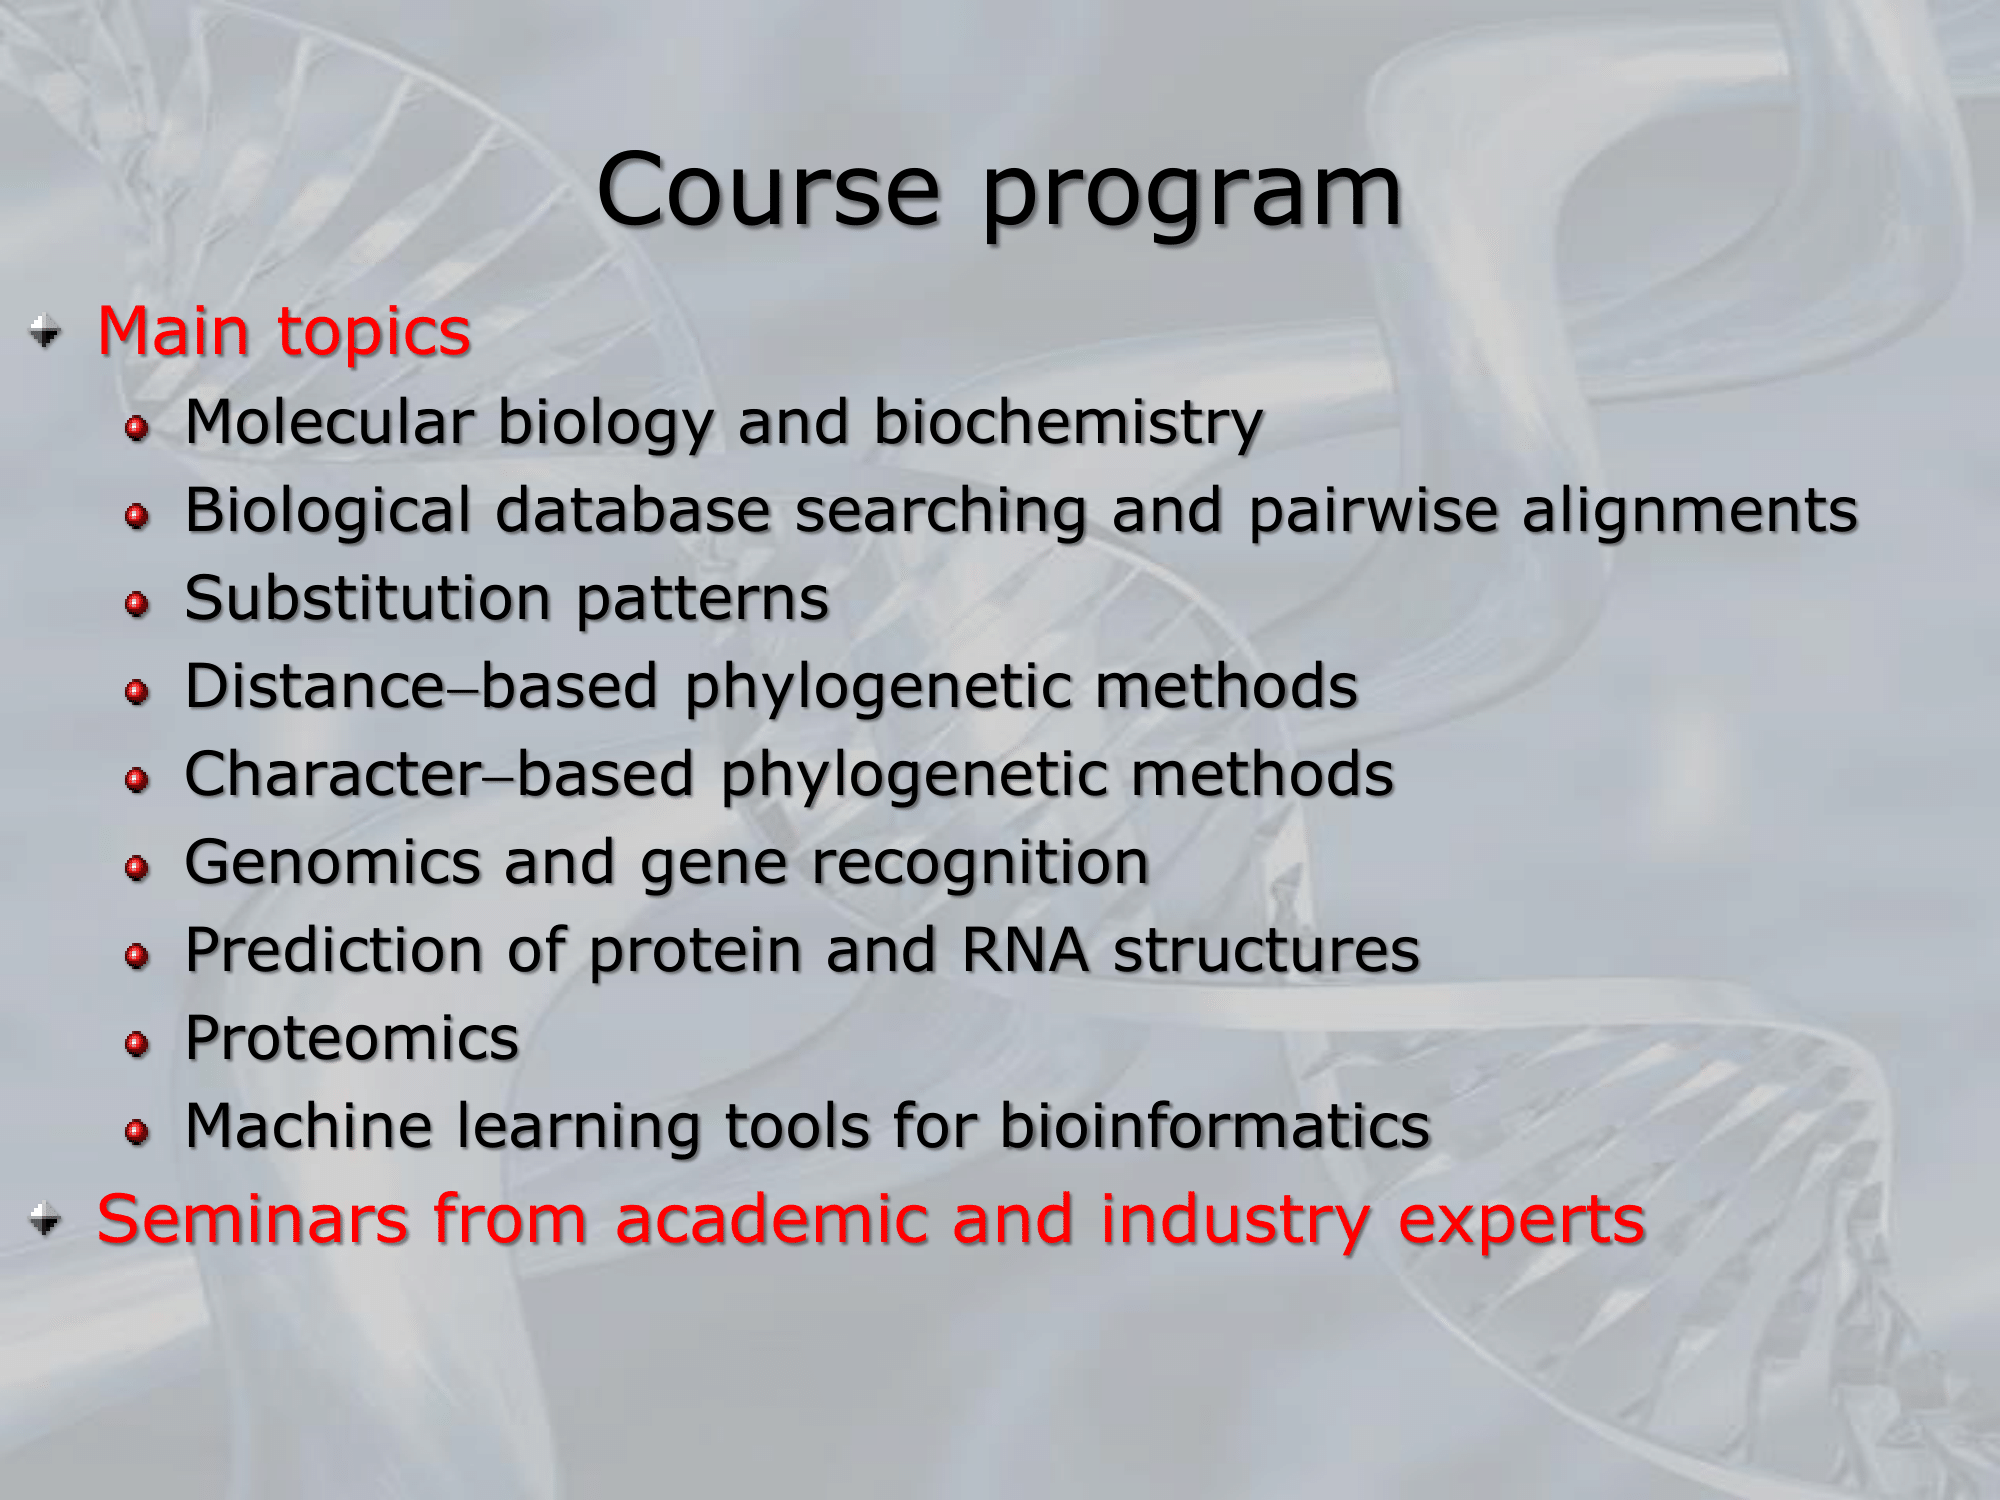 Course program
Main topics
Molecular biology and biochemistry
Biological database searching and pairwise alignments
Substitution patterns
Distance–based phylogenetic methods
Character–based phylogenetic methods
Genomics and gene recognition
Prediction of protein and RNA structures
Proteomics
Machine learning tools for bioinformatics
Seminars from academic and industry experts